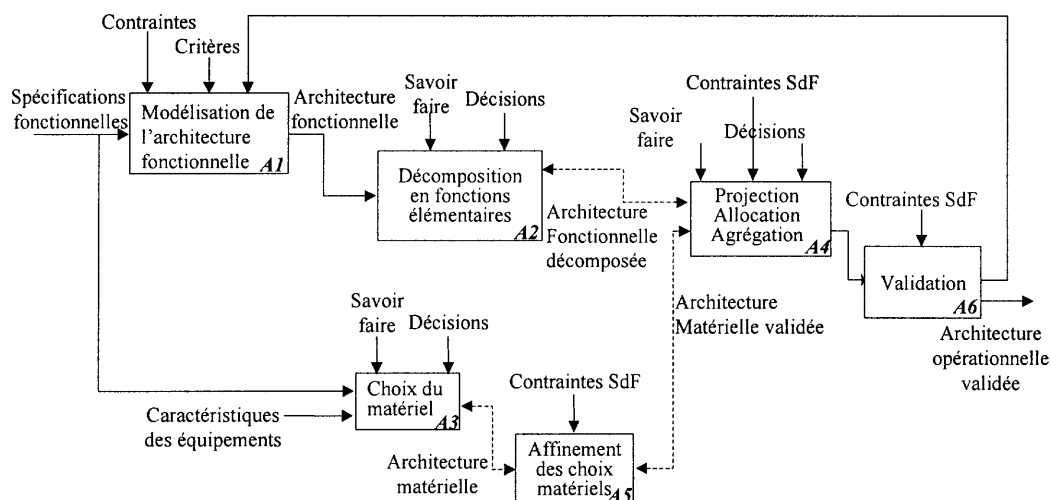 Contraintes
Critères
Spécifications
fonctionnelles
Modélisation de
l'architecture
fonctionnelle
A1
Architecture
fonctionnelle
Savoir
faire
Décisions
Décomposition
en fonctions
élémentaires
A2
Architecture
Fonctionnelle
décomposée
Contraintes SdF
Savoir
faire
Décisions
Projection
Allocation
Agrégation
A4
Contraintes SdF
Validation
A6
Architecture
opérationnelle
validée
Architecture
Matérielle validée
Savoir
faire
Décisions
Choix du
matériel
A3
Caractéristiques
des équipements
Architecture
matérielle
Contraintes SdF
Affinement
des choix
matériels
A5